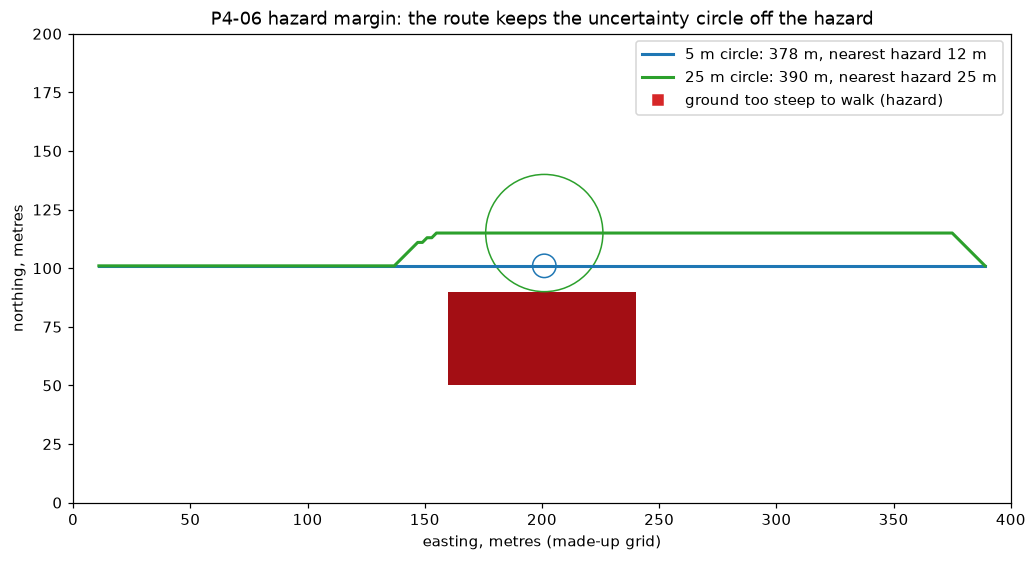 P4-06 hazard margin: the route keeps the uncertainty circle off the hazard
5 m circle: 378 m, nearest hazard 12 m
25 m circle: 390 m, nearest hazard 25 m
ground too steep to walk (hazard)
northing, metres
200
175
150
125
100
75
50
25
0
0 50 100 150 200 250 300 350 400
easting, metres (made-up grid)